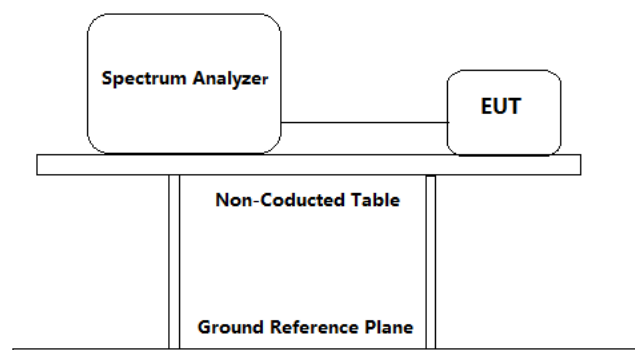 Spectrum Analyzer
EUT
Non-Coducted Table
Ground Reference Plane